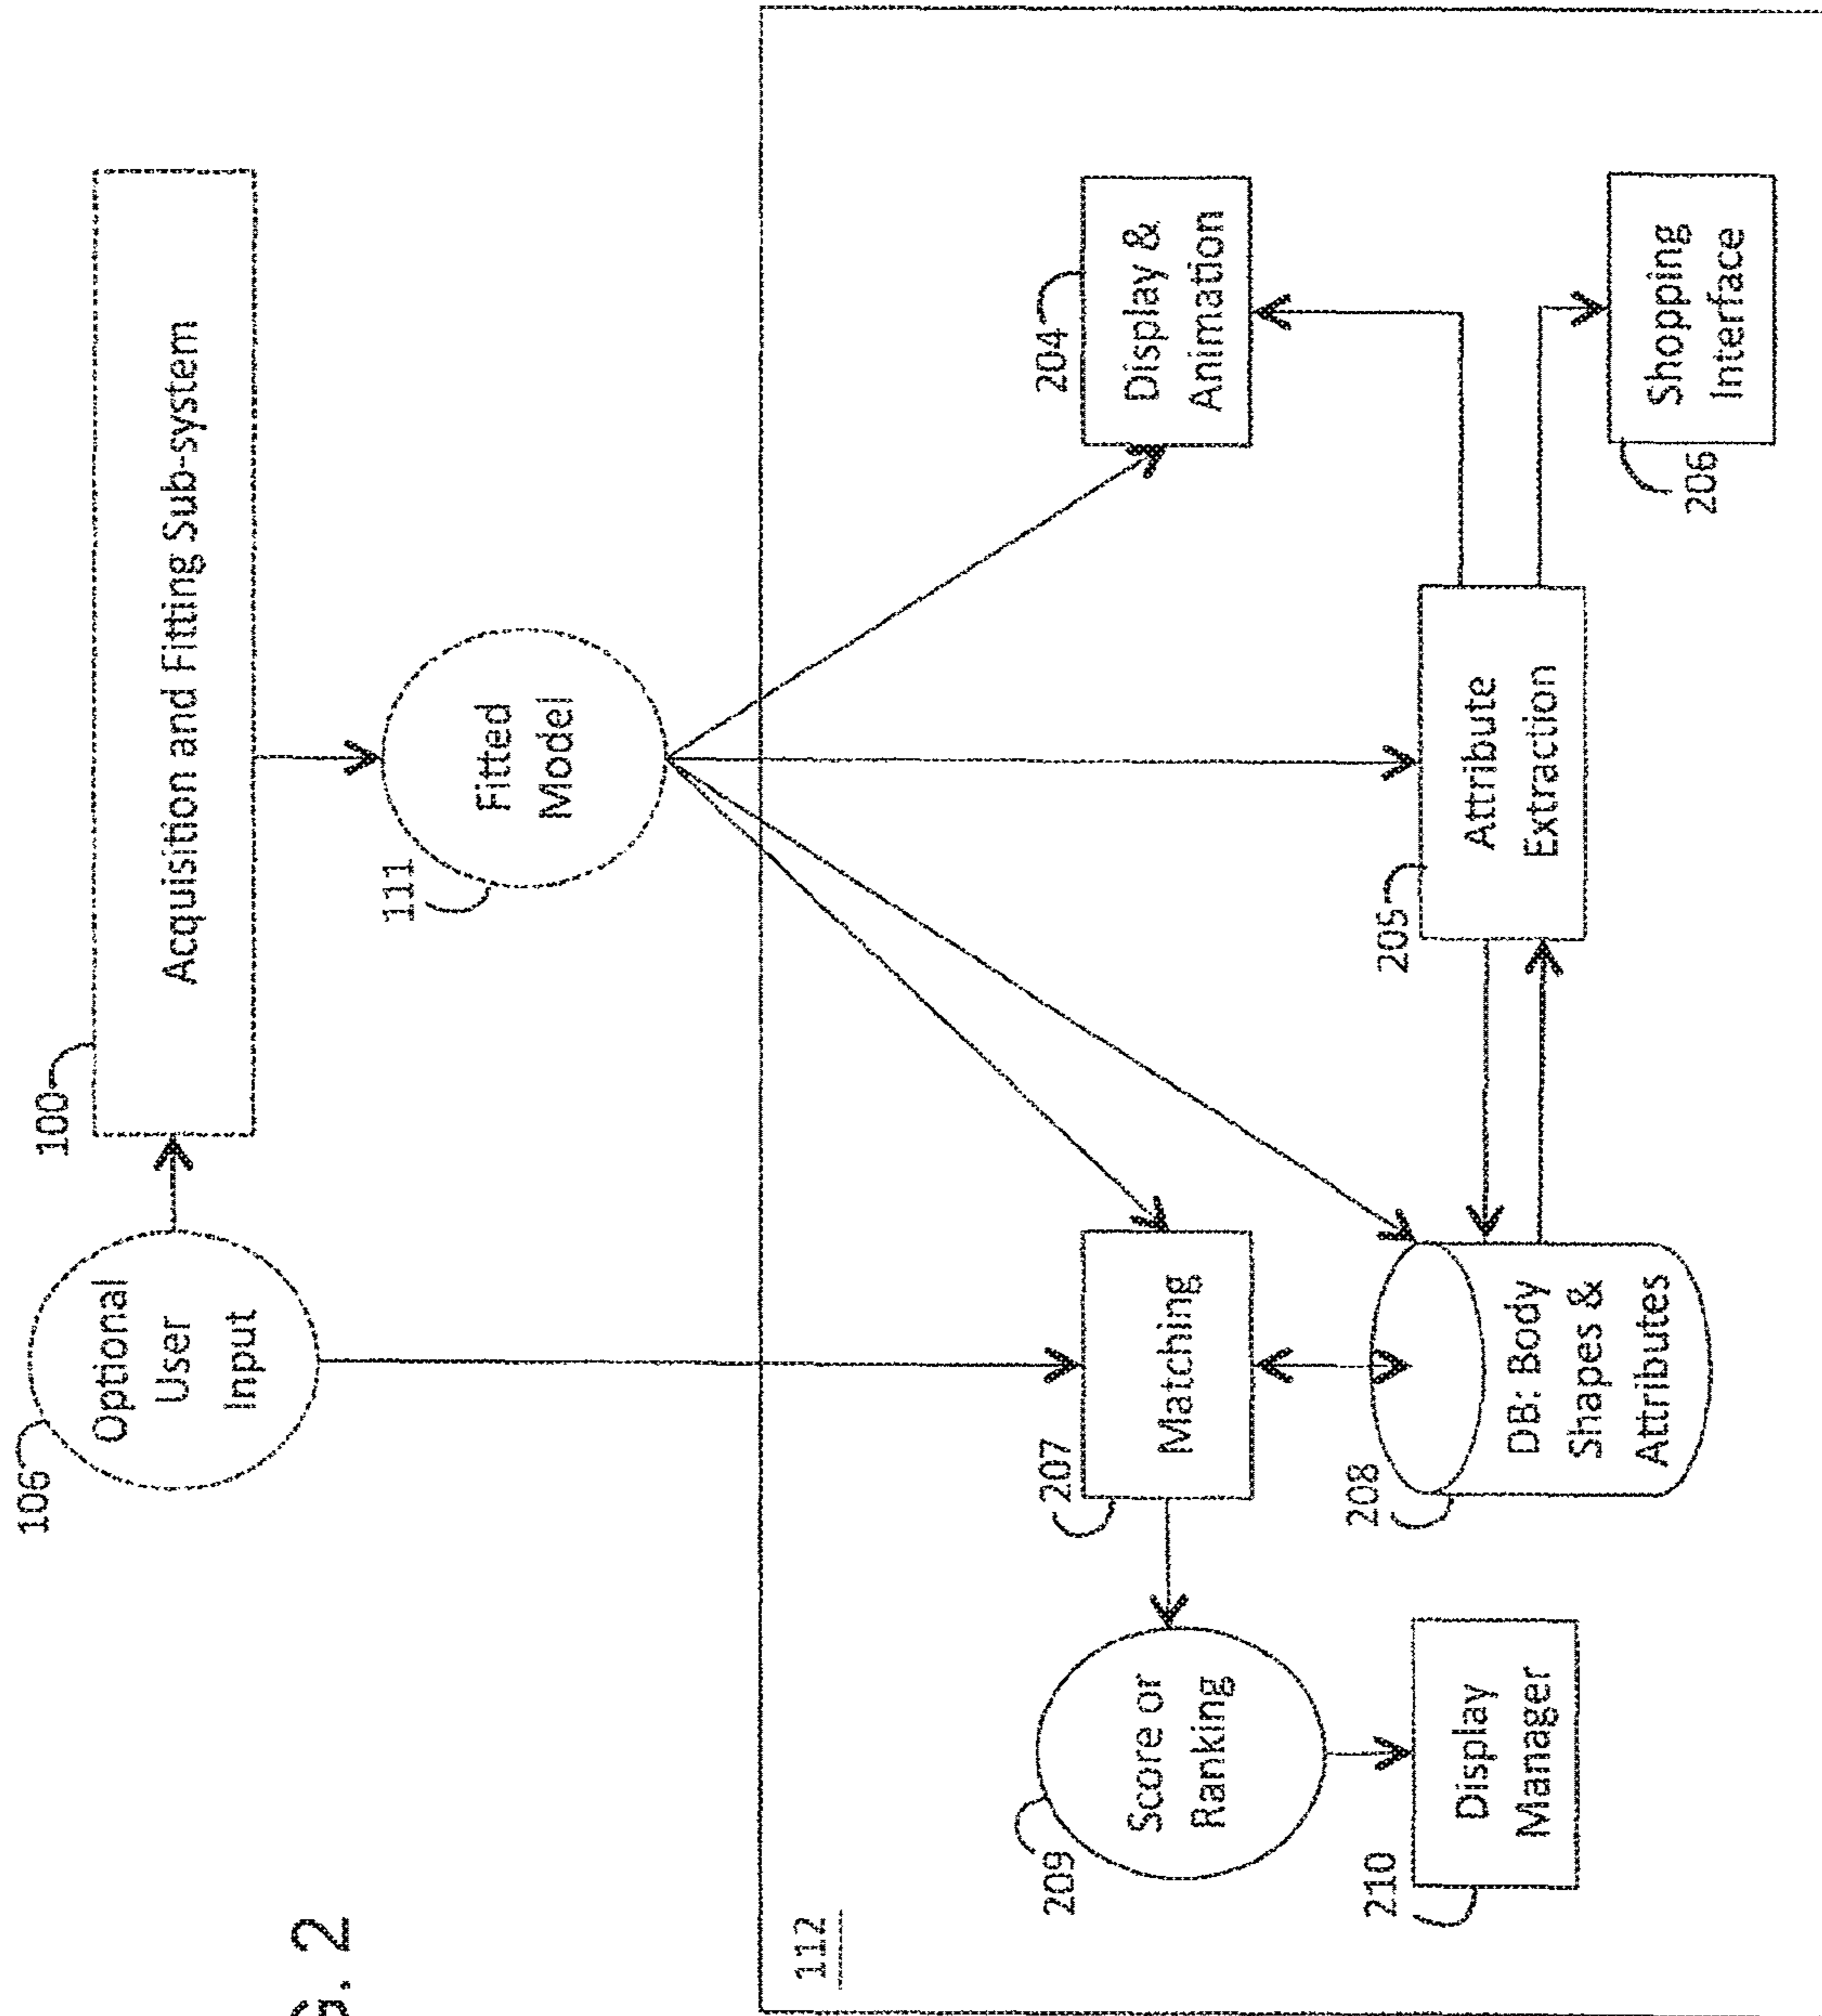 106
100
Optional
User
Input
Acquisition and Fitting Sub-system
G. 2
111
Fitted
Model
112
209
Score or
Ranking
207
Matching
204
Display &
Animation
210
Display
Manager
208
DB: Body
Shapes &
Attributes
205
Attribute
Extraction
206
Shopping
Interface